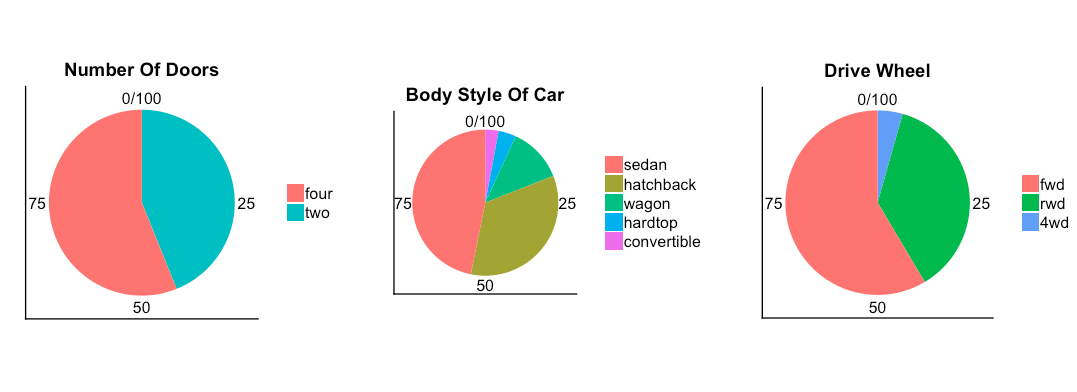 Number Of Doors
0/100
75
25
50
four
two
Body Style Of Car
0/100
75
25
50
sedan
hatchback
wagon
hardtop
convertible
Drive Wheel
0/100
75
25
50
fwd
rwd
4wd